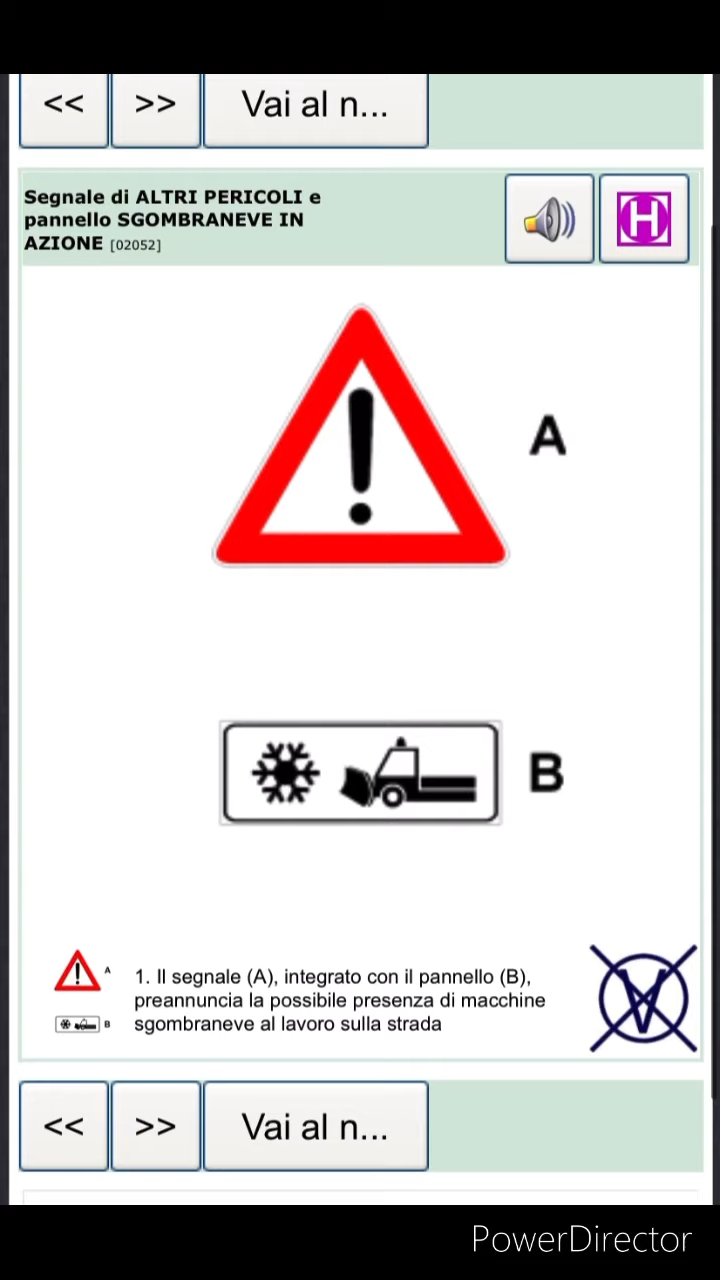 << >> Vai al n...
Segnale di ALTRI PERICOLI e
pannello SGOMBRANEVE IN
AZIONE [02052]
H
A
B
A
1. Il segnale (A), integrato con il pannello (B),
preannuncia la possibile presenza di macchine
B sgombraneve al lavoro sulla strada
V
<< >> Vai al n...
PowerDirector